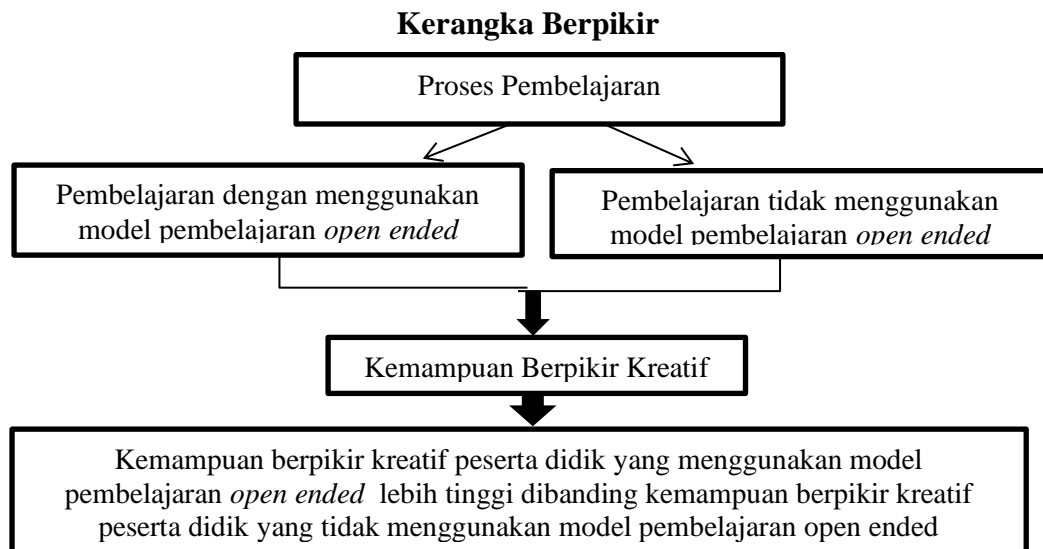 Kerangka Berpikir
Proses Pembelajaran
Pembelajaran dengan menggunakan
model pembelajaran open ended
Pembelajaran tidak menggunakan
model pembelajaran open ended
Kemampuan Berpikir Kreatif
Kemampuan berpikir kreatif peserta didik yang menggunakan model
pembelajaran open ended lebih tinggi dibanding kemampuan berpikir kreatif
peserta didik yang tidak menggunakan model pembelajaran open ended